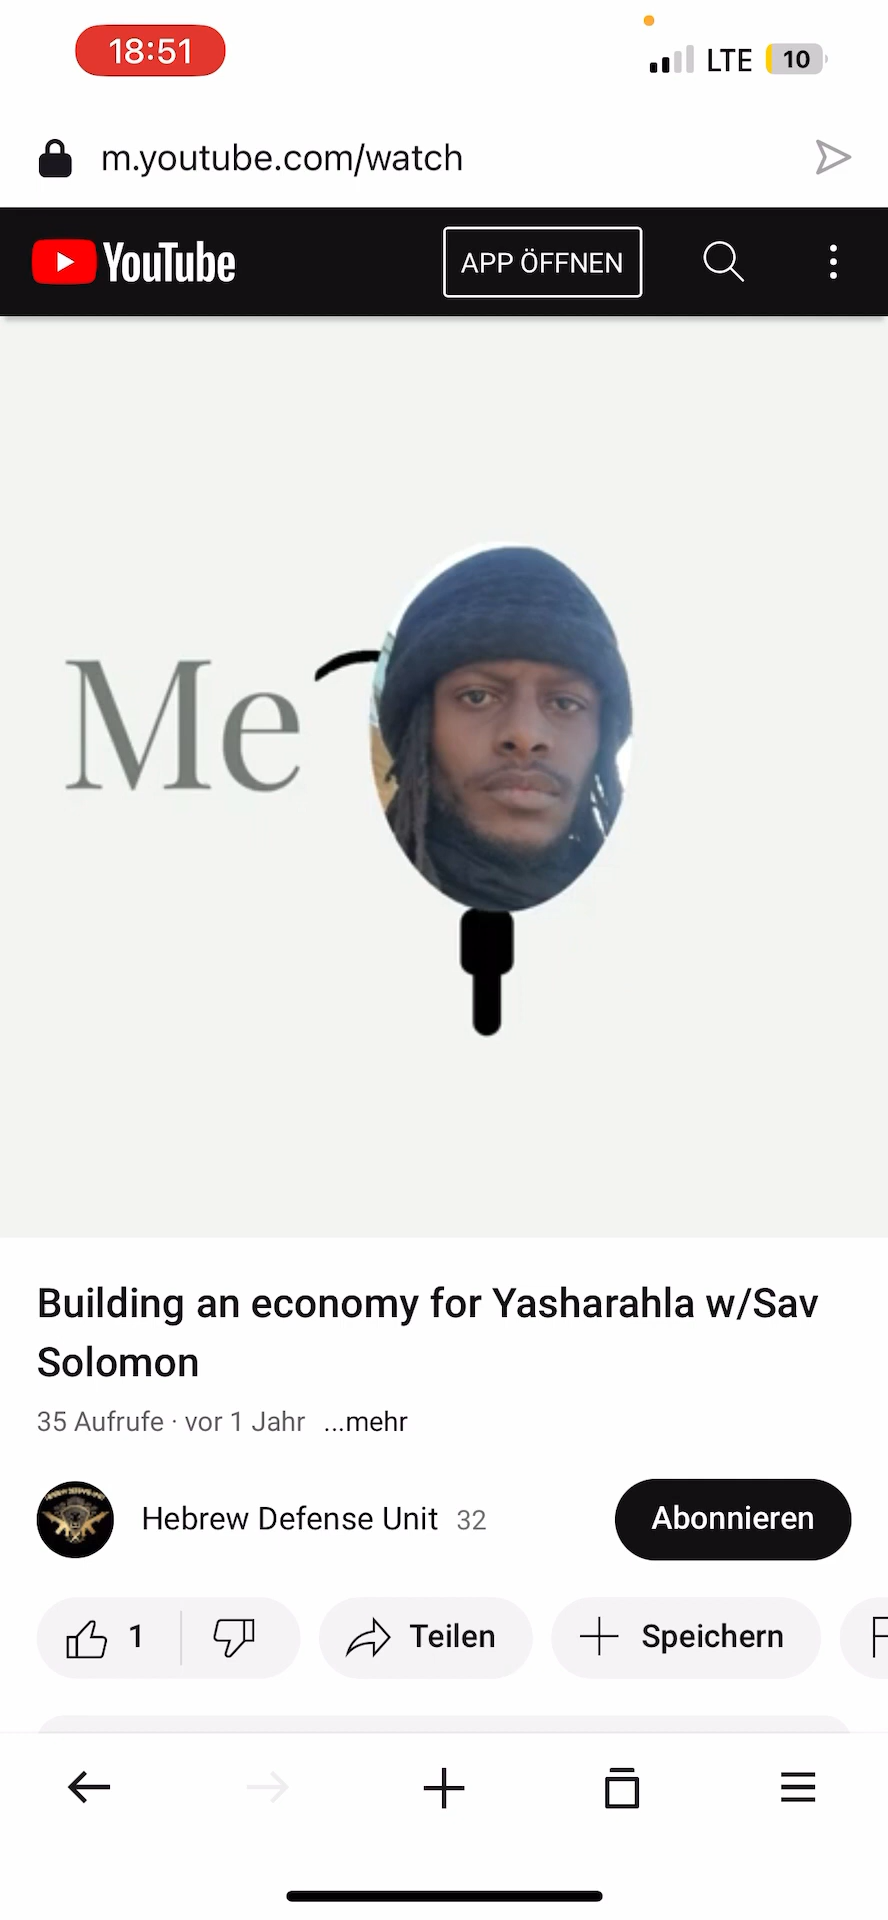 18:51
LTE 10
m.youtube.com/watch
YouTube
APP ÖFFNEN
Me
Building an economy for Yasharahla w/Sav
Solomon
35 Aufrufe · vor 1 Jahr ...mehr
Hebrew Defense Unit 32
Abonnieren
1
Teilen
Speichern